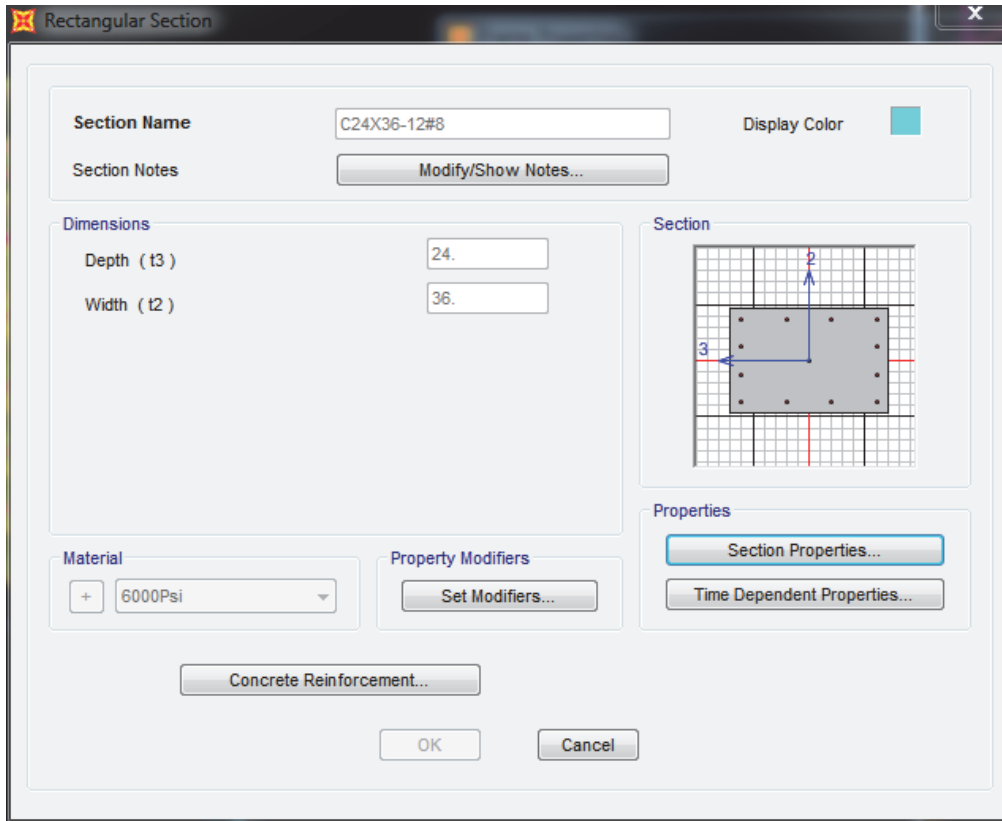 Rectangular Section
X
Section Name
C24X36-12#8
Display Color
Section Notes
Modify/Show Notes...
Dimensions
Depth ( t3 )
24.
Width ( t2 )
36.
Section
2
3
Properties
Section Properties...
Time Dependent Properties...
Material
+
6000Psi
Property Modifiers
Set Modifiers...
Concrete Reinforcement...
OK
Cancel